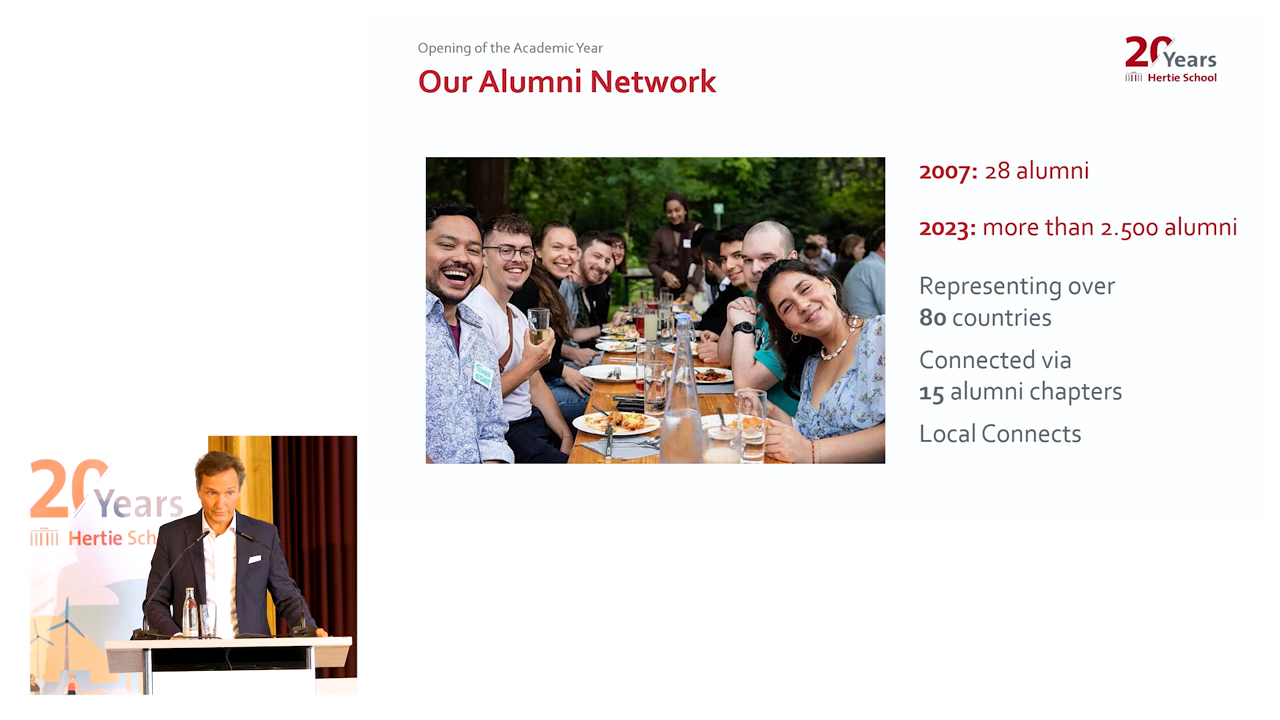 Opening of the Academic Year
Our Alumni Network
20 Years
Hertie School
2007: 28 alumni
2023: more than 2.500 alumni
Representing over
80 countries
Connected via
15 alumni chapters
Local Connects
20 Years
Hertie Sch